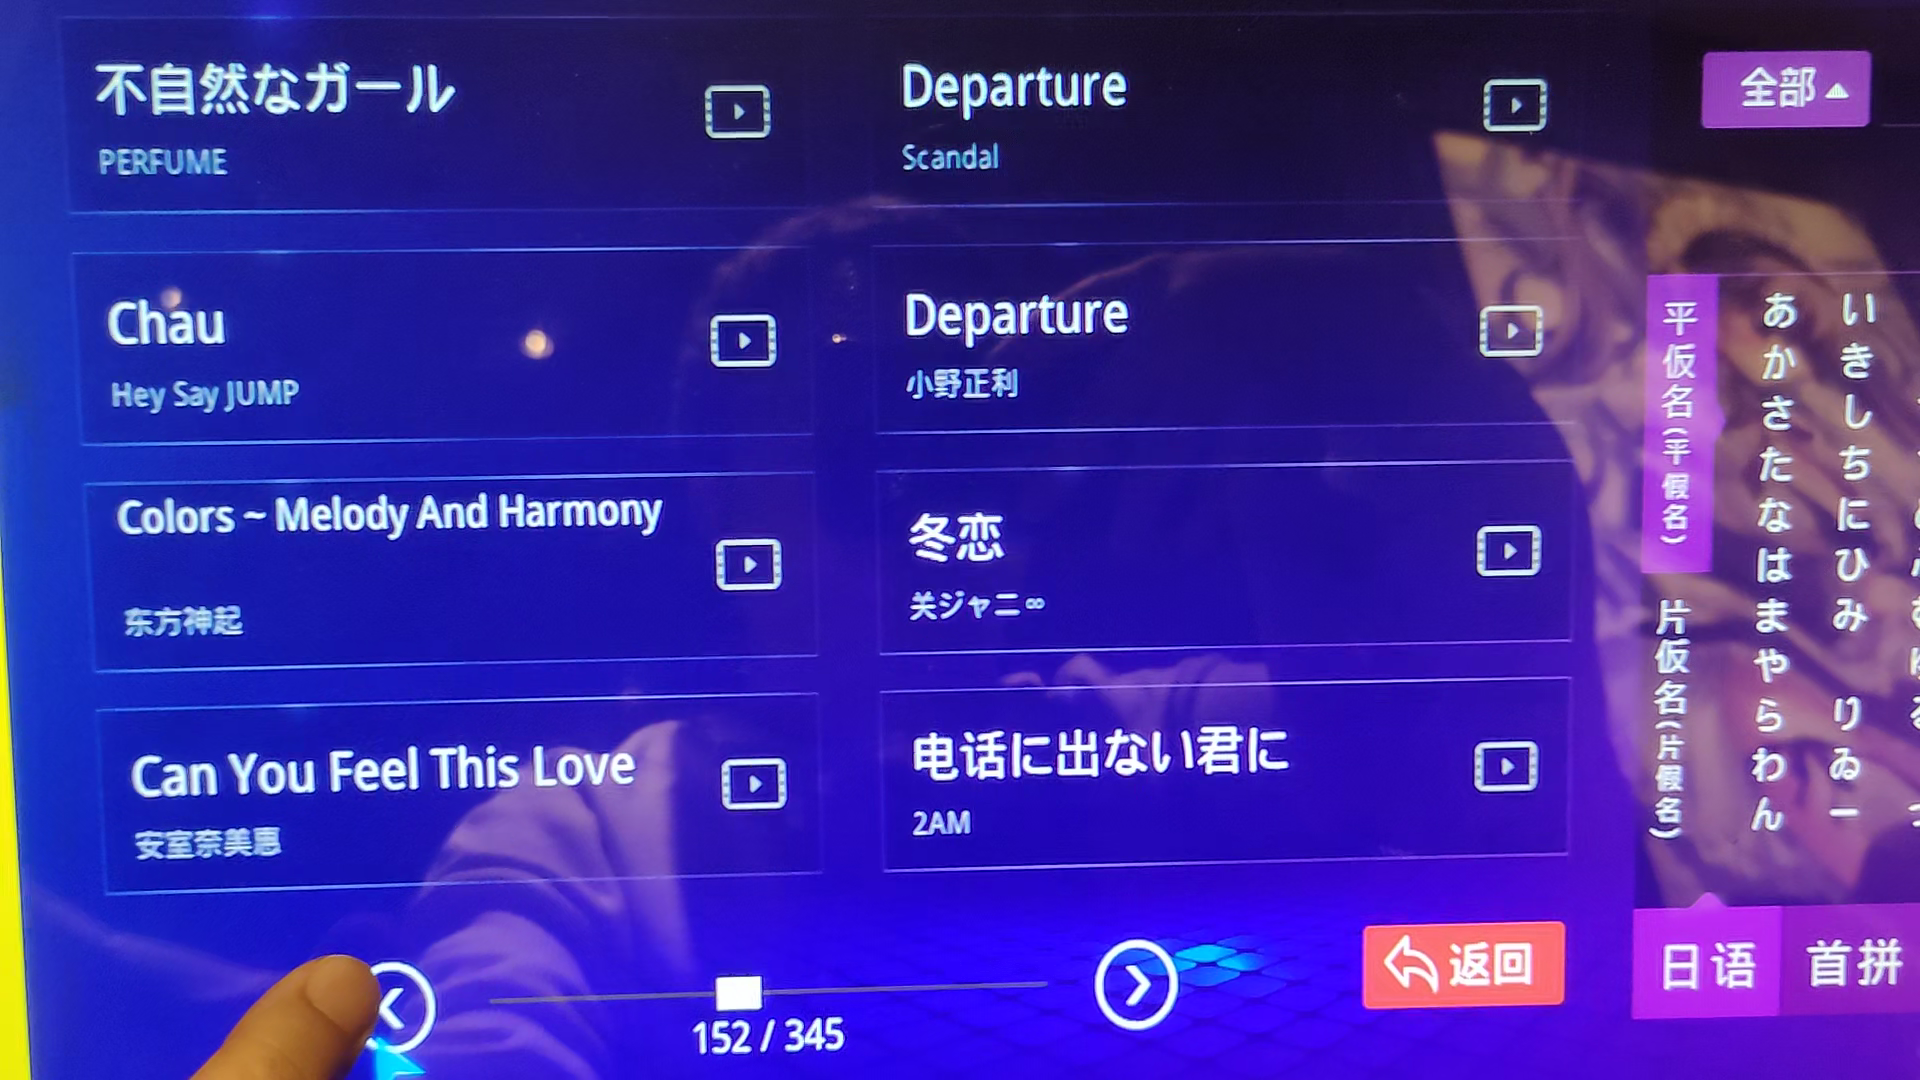 不自然なガール
PERFUME
Departure
Scandal
Chau
Hey Say JUMP
Departure
小野正利
Colors ~ Melody And Harmony
东方神起
冬恋
关ジャニ∞
Can You Feel This Love
安室奈美惠
电话に出ない君に
2AM
152 / 345
返回
全部
平仮名(平假名)
片仮名(片假名)
あかさたなはまやらわん
いきしちにひみ りゐー
日语
首拼